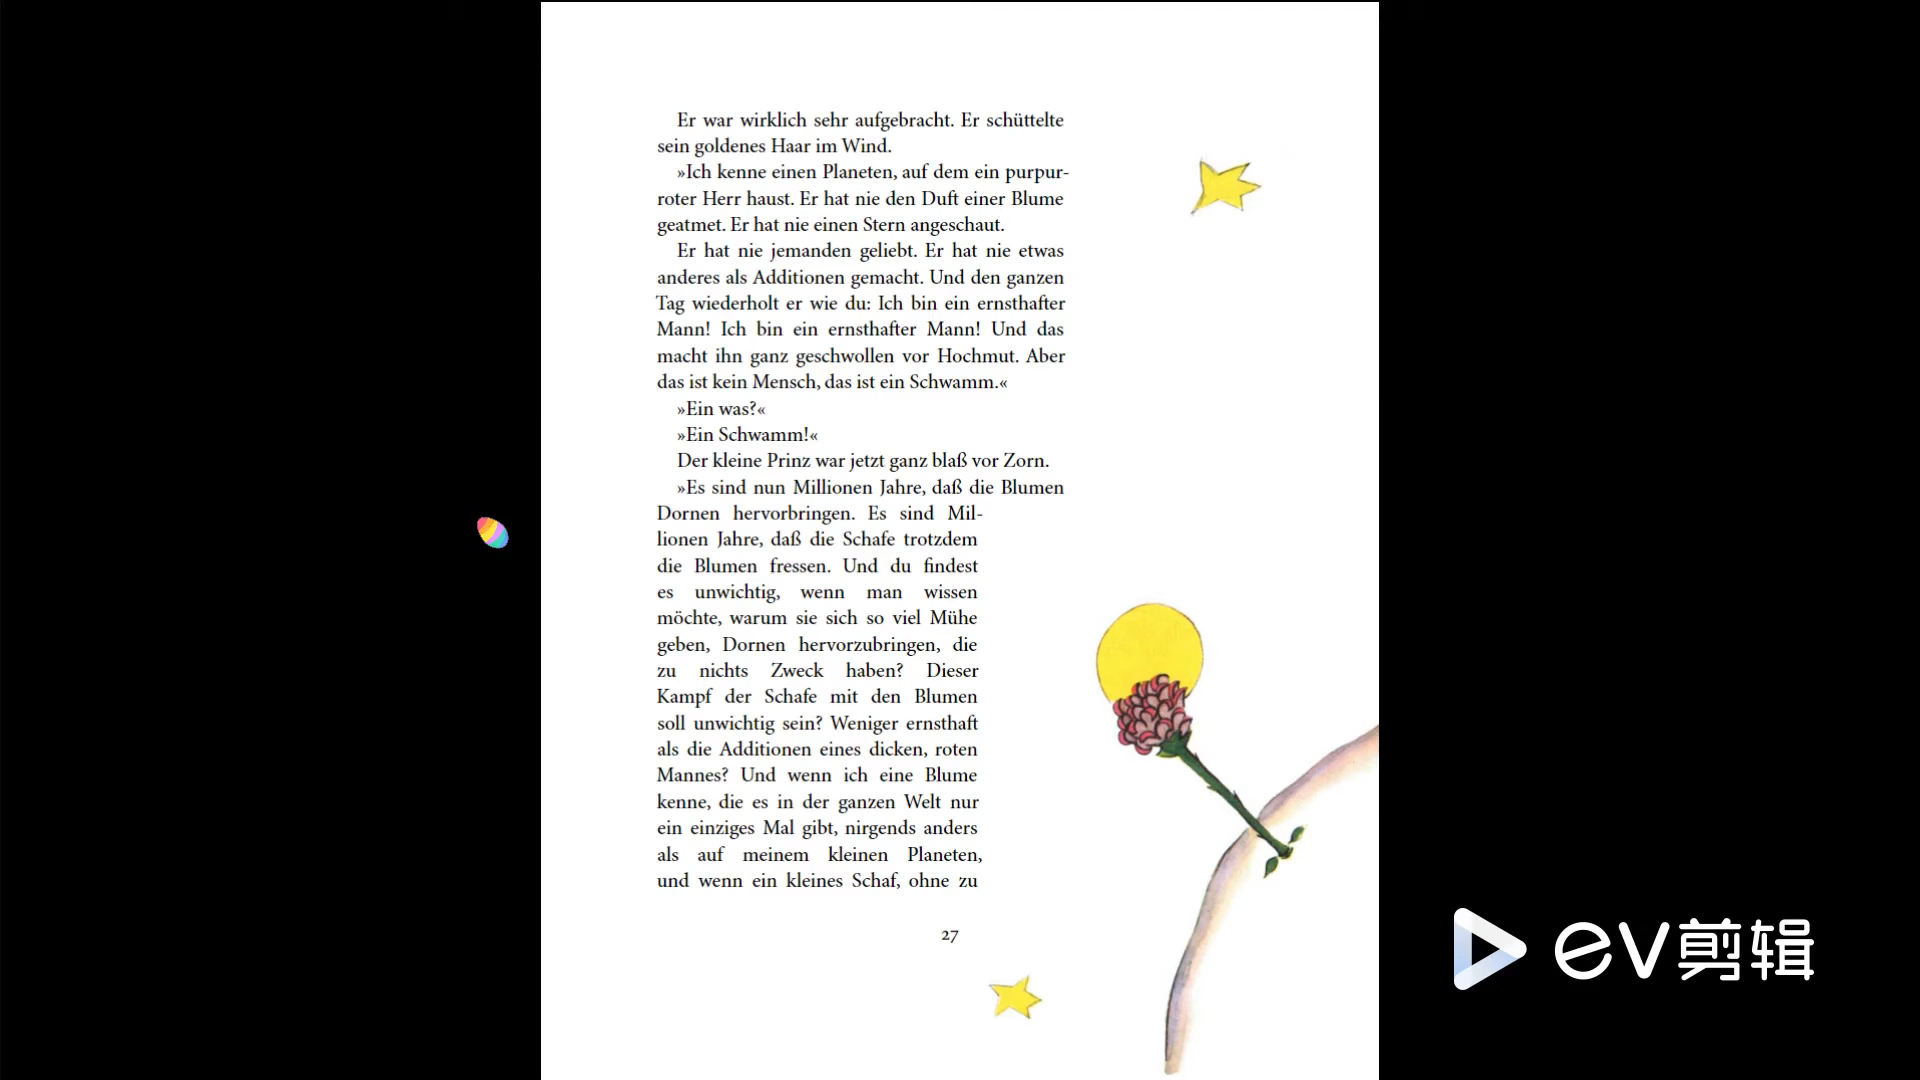 Er war wirklich sehr aufgebracht. Er schüttelte
sein goldenes Haar im Wind.
»Ich kenne einen Planeten, auf dem ein purpur-
roter Herr haust. Er hat nie den Duft einer Blume
geatmet. Er hat nie einen Stern angeschaut.
Er hat nie jemanden geliebt. Er hat nie etwas
anderes als Additionen gemacht. Und den ganzen
Tag wiederholt er wie du: Ich bin ein ernsthafter
Mann! Ich bin ein ernsthafter Mann! Und das
macht ihn ganz geschwollen vor Hochmut. Aber
das ist kein Mensch, das ist ein Schwamm.«
»Ein was?«
»Ein Schwamm!«
Der kleine Prinz war jetzt ganz blaß vor Zorn.
»Es sind nun Millionen Jahre, daß die Blumen
Dornen hervorbringen. Es sind Mil-
lionen Jahre, daß die Schafe trotzdem
die Blumen fressen. Und du findest
es unwichtig, wenn man wissen
möchte, warum sie sich so viel Mühe
geben, Dornen hervorzubringen, die
zu nichts Zweck haben? Dieser
Kampf der Schafe mit den Blumen
soll unwichtig sein? Weniger ernsthaft
als die Additionen eines dicken, roten
Mannes? Und wenn ich eine Blume
kenne, die es in der ganzen Welt nur
ein einziges Mal gibt, nirgends anders
als auf meinem kleinen Planeten,
und wenn ein kleines Schaf, ohne zu
27
eV剪辑